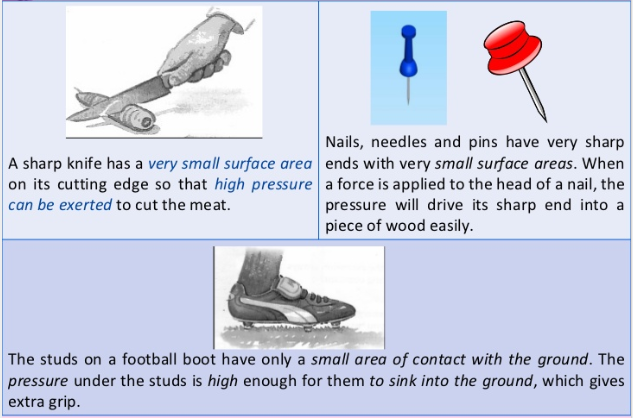 A sharp knife has a very small surface area
on its cutting edge so that high pressure
can be exerted to cut the meat.
Nails, needles and pins have very sharp
ends with very small surface areas. When
a force is applied to the head of a nail, the
pressure will drive its sharp end into a
piece of wood easily.
The studs on a football boot have only a small area of contact with the ground. The
pressure under the studs is high enough for them to sink into the ground, which gives
extra grip.